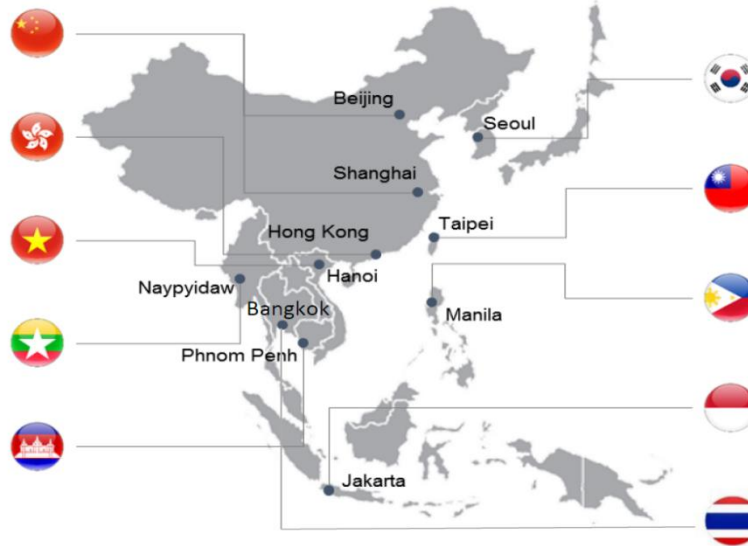 Beijing
Seoul
Shanghai
Taipei
Hong Kong
Hanoi
Naypyidaw
Bangkok
Manila
Phnom Penh
Jakarta